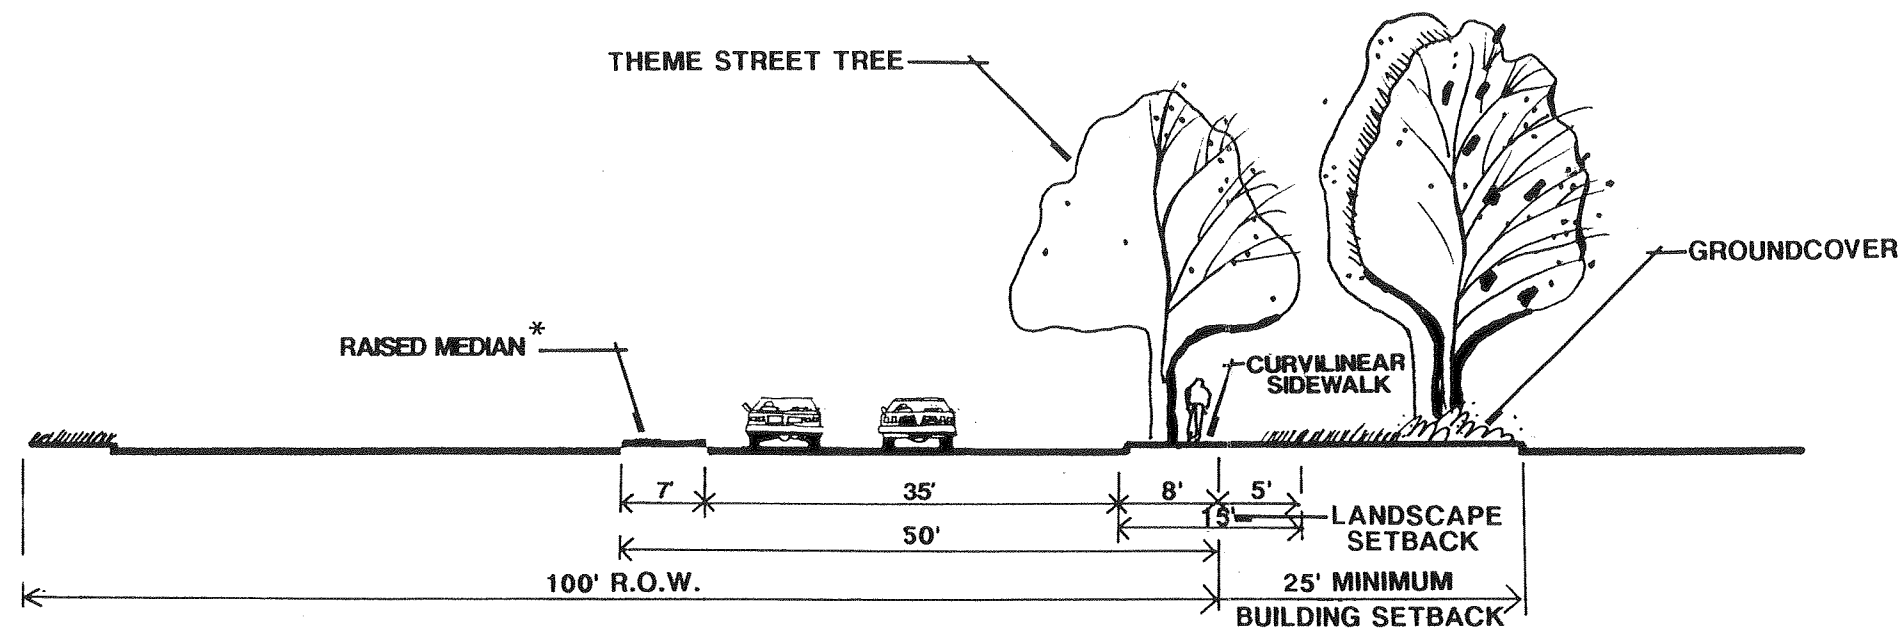 THEME STREET TREE
GROUNDCOVER
RAISED MEDIAN*
CURVILINEAR
SIDEWALK
7' 35' 8' 5'
15' LANDSCAPE
SETBACK
50'
100' R.O.W. 25' MINIMUM
BUILDING SETBACK